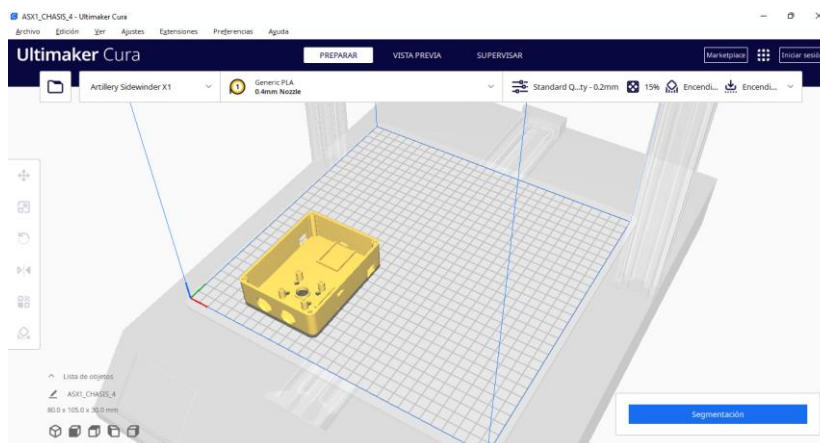 ASX1_CHASIS_4 - Ultimaker Cura
Archivo Edición Ver Ajustes Extensiones Preferencias Ayuda
Ultimaker Cura PREPARAR VISTA PREVIA SUPERVISAR Marketplace Iniciar sesió
Artillery Sidewinder X1 1 Generic PLA Standard Q...ty - 0.2mm 15% Encendi... Encendi...
0.4mm Nozzle
Lista de objetos
ASX1_CHASIS_4
80.0 x 105.0 x 30.0 mm
Segmentación